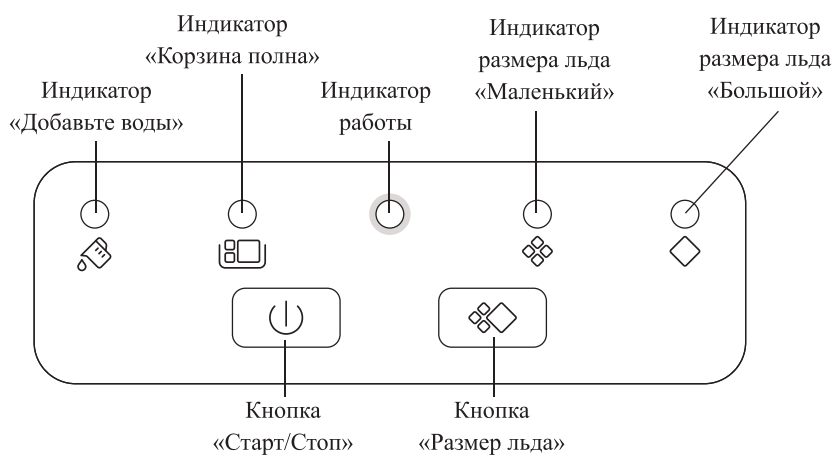 Индикатор
«Добавьте воды»
Индикатор
«Корзина полна»
Индикатор
работы
Индикатор
размера льда
«Маленький»
Индикатор
размера льда
«Большой»
Кнопка
«Старт/Стоп»
Кнопка
«Размер льда»